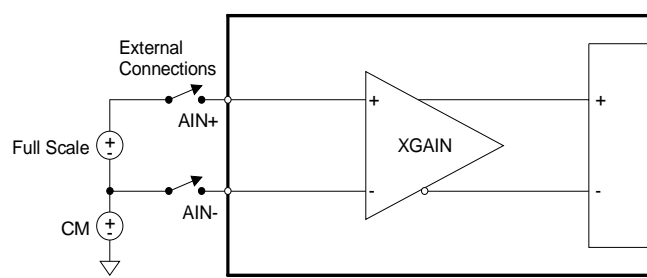 External
Connections
+
+
AIN+
+
-
Full Scale
XGAIN
-
-
AIN-
+
-
CM